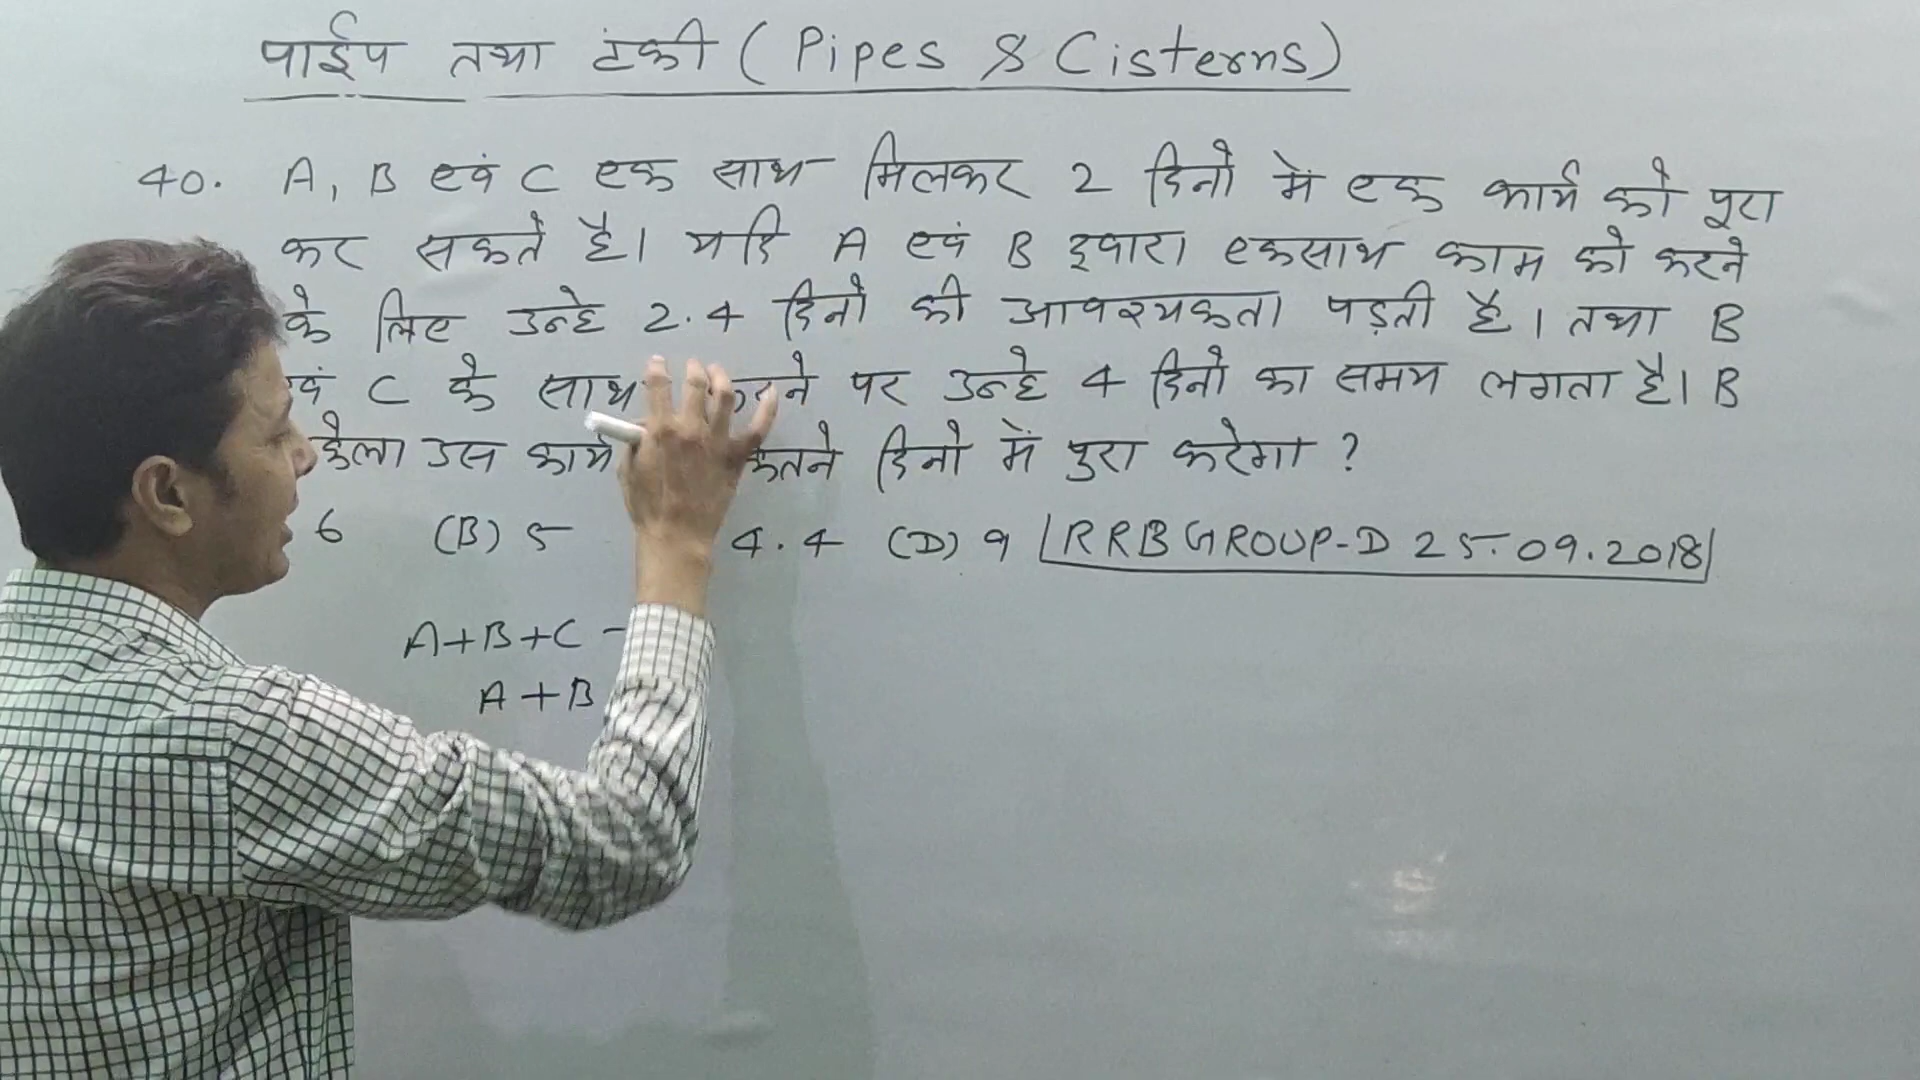 पाईप तथा टंकी ( Pipes & Cisterns )
40. A, B एवं C एक साथ मिलकर 2 दिनो में एक कार्य को पूरा
कर सकते है। यदि A एवं B द्वारा एकसाथ काम को करने
के लिए उन्हे 2.4 दिनो की आवश्यकता पड़ती है। तथा B
C के साथ पर उन्हे 4 दिनो का समय लगता है। B
उस कार्य दिनो में पुरा करेगा ?
6 (B) 5 4.4 (D) 9 RRB GROUP-D 25.09.2018
A+B+C -
A+B